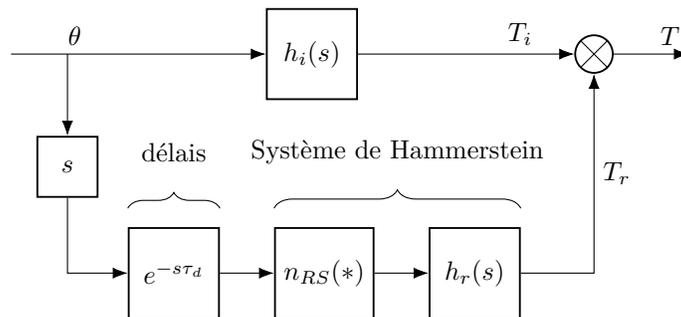 θ
h_i(s)
T_i
T
s
délais
Système de Hammerstein
T_r
e^{-sτ_d}
n_{RS}(*)
h_r(s)